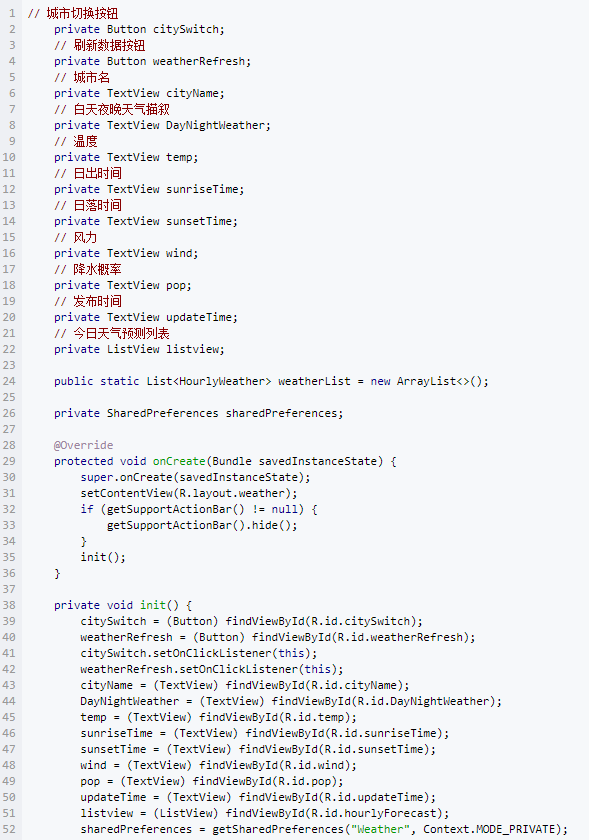 1 // 城市切换按钮
2 private Button citySwitch;
3 // 刷新数据按钮
4 private Button weatherRefresh;
5 // 城市名
6 private TextView cityName;
7 // 白天夜晚天气描叙
8 private TextView DayNightWeather;
9 // 温度
10 private TextView temp;
11 // 日出时间
12 private TextView sunriseTime;
13 // 日落时间
14 private TextView sunsetTime;
15 // 风力
16 private TextView wind;
17 // 降水概率
18 private TextView pop;
19 // 发布时间
20 private TextView updateTime;
21 // 今日天气预测列表
22 private ListView listview;
23
24 public static List<HourlyWeather> weatherList = new ArrayList<>();
25
26 private SharedPreferences sharedPreferences;
27
28 @Override
29 protected void onCreate(Bundle savedInstanceState) {
30 super.onCreate(savedInstanceState);
31 setContentView(R.layout.weather);
32 if (getSupportActionBar() != null) {
33 getSupportActionBar().hide();
34 }
35 init();
36 }
37
38 private void init() {
39 citySwitch = (Button) findViewById(R.id.citySwitch);
40 weatherRefresh = (Button) findViewById(R.id.weatherRefresh);
41 citySwitch.setOnClickListener(this);
42 weatherRefresh.setOnClickListener(this);
43 cityName = (TextView) findViewById(R.id.cityName);
44 DayNightWeather = (TextView) findViewById(R.id.DayNightWeather);
45 temp = (TextView) findViewById(R.id.temp);
46 sunriseTime = (TextView) findViewById(R.id.sunriseTime);
47 sunsetTime = (TextView) findViewById(R.id.sunsetTime);
48 wind = (TextView) findViewById(R.id.wind);
49 pop = (TextView) findViewById(R.id.pop);
50 updateTime = (TextView) findViewById(R.id.updateTime);
51 listview = (ListView) findViewById(R.id.hourlyForecast);
52 sharedPreferences = getSharedPreferences("Weather", Context.MODE_PRIVATE);